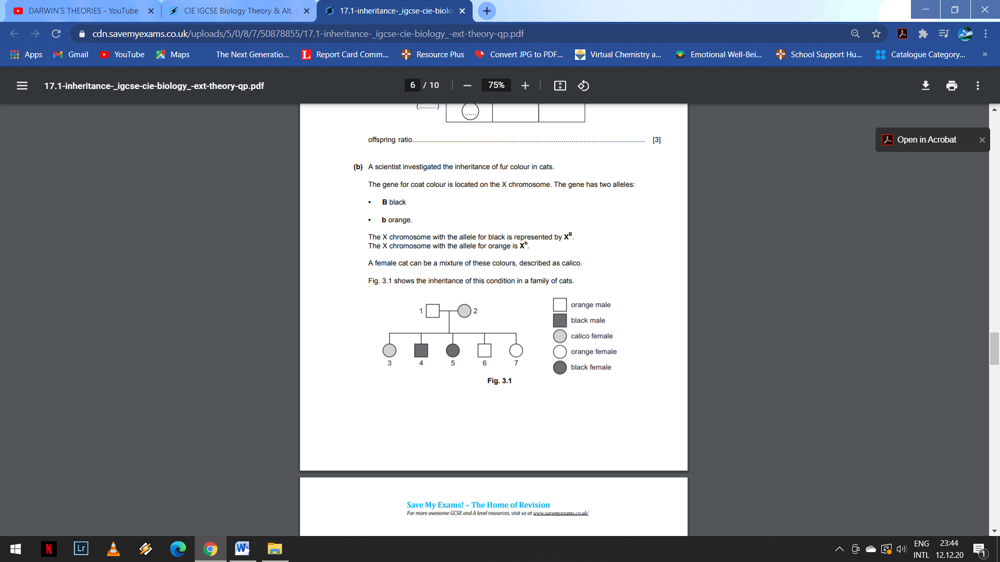 DARWIN'S THEORIES - YouTube
CIE IGCSE Biology Theory & Alt.
17.1-inheritance-_igcse-cie-biolo
cdn.savemyexams.co.uk/uploads/5/0/8/7/50878855/17.1-inheritance-_igcse-cie-biology_-ext-theory-qp.pdf
Apps Gmail YouTube Maps The Next Generatio... Report Card Comm... Resource Plus Convert JPG to PDF... Virtual Chemistry a... Emotional Well-Bei... School Support Hu... Catalogue Category... »
17.1-inheritance-_igcse-cie-biology_-ext-theory-qp.pdf 6 / 10 75%
Open in Acrobat
(.........) ......
offspring ratio.................................................................................................................. [3]
(b) A scientist investigated the inheritance of fur colour in cats.
The gene for coat colour is located on the X chromosome. The gene has two alleles:
• B black
• b orange.
The X chromosome with the allele for black is represented by Xᴮ.
The X chromosome with the allele for orange is Xᵇ.
A female cat can be a mixture of these colours, described as calico.
Fig. 3.1 shows the inheritance of this condition in a family of cats.
1 2
3 4 5 6 7
orange male
black male
calico female
orange female
black female
Fig. 3.1
Save My Exams! – The Home of Revision
For more awesome GCSE and A level resources, visit us at www.savemyexams.co.uk/
N Lr W
ENG 23:44
INTL 12.12.20
1